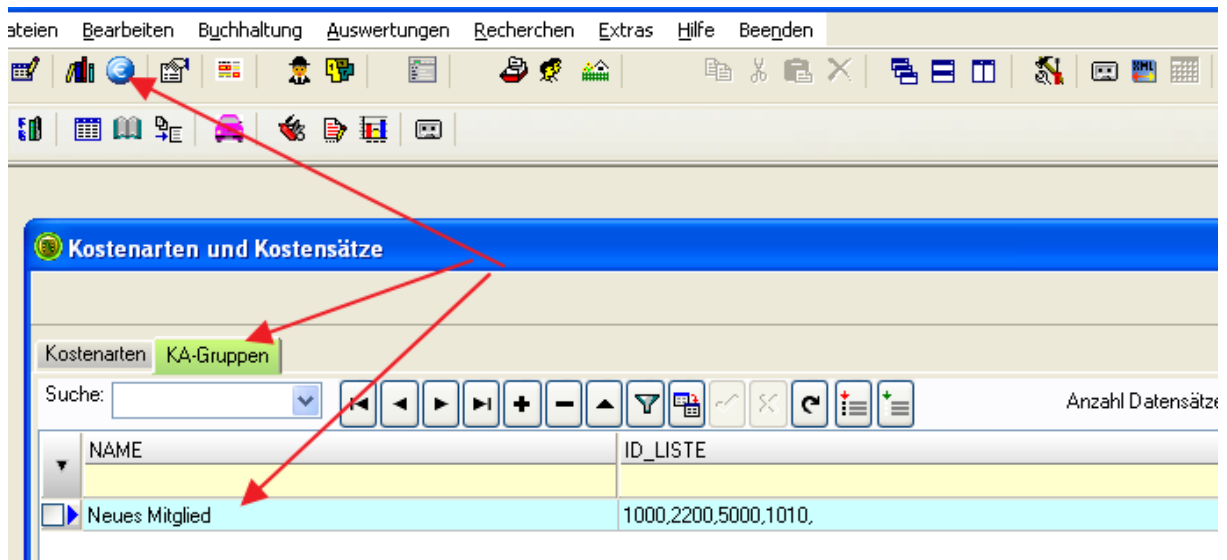 ateien Bearbeiten Buchhaltung Auswertungen Recherchen Extras Hilfe Beenden
Kostenarten und Kostensätze
Kostenarten KA-Gruppen
Suche: Anzahl Datensätze
NAME ID_LISTE
Neues Mitglied 1000,2200,5000,1010,